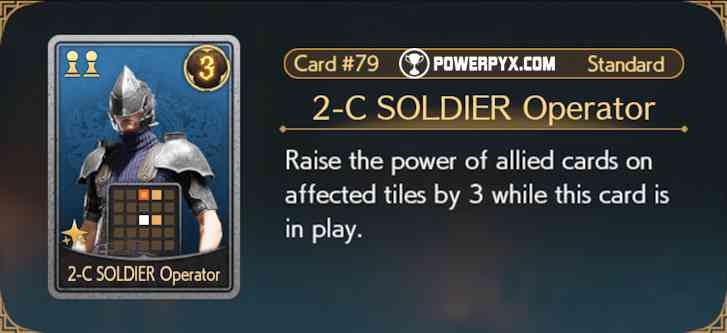 3
2-C SOLDIER Operator
Card #79 POWERPYX.COM Standard
2-C SOLDIER Operator
Raise the power of allied cards on
affected tiles by 3 while this card is
in play.